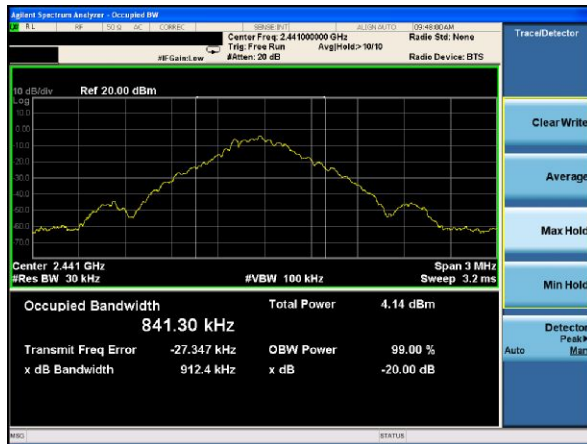 Agilent Spectrum Analyzer - Occupied BW
RL RF 50 Ω AC CORREC SENSE:INT ALIGN AUTO 09:48:00AM
Center Freq: 2.441000000 GHz Radio Std: None
Trig: Free Run Avg|Hold:>10/10
#IFGain:Low #Atten: 20 dB Radio Device: BTS
Trace/Detector
10 dB/div Ref 20.00 dBm
Log
10.0
0.00
-10.0
-20.0
-30.0
-40.0
-50.0
-60.0
-70.0
Center 2.441 GHz Span 3 MHz
#Res BW 30 kHz #VBW 100 kHz Sweep 3.2 ms
Occupied Bandwidth Total Power 4.14 dBm
841.30 kHz
Transmit Freq Error -27.347 kHz OBW Power 99.00 %
x dB Bandwidth 912.4 kHz x dB -20.00 dB
Clear Write
Average
Max Hold
Min Hold
Detector
Peak
Auto Man
MSG STATUS